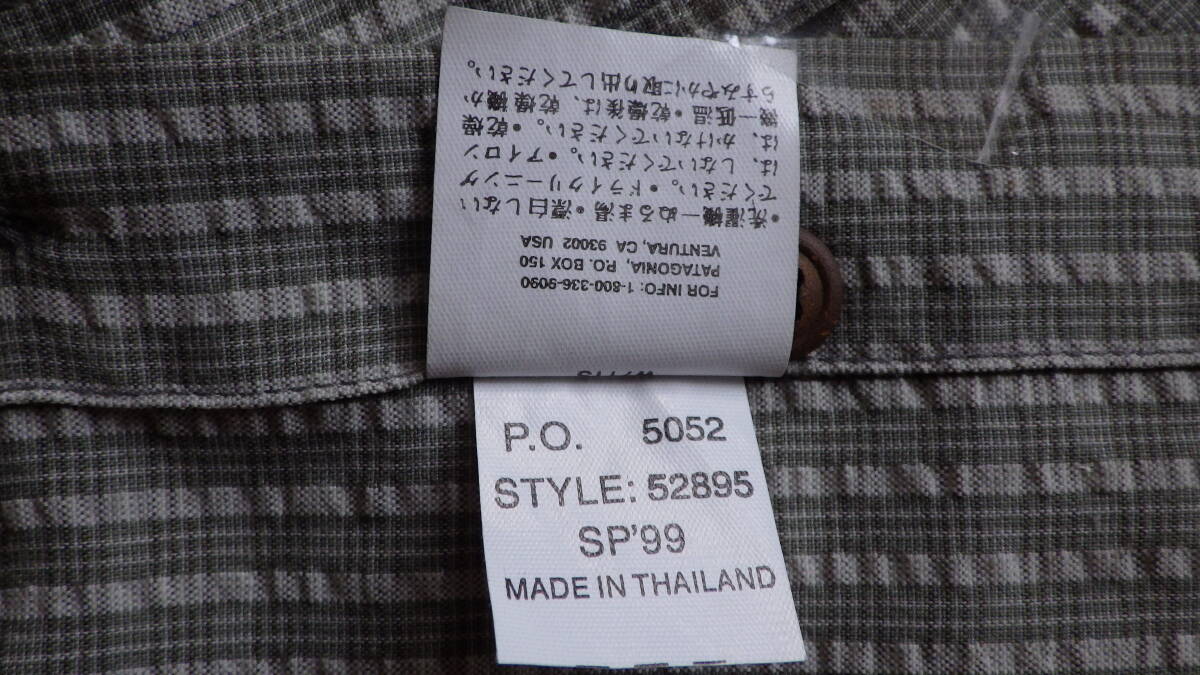 FOR INFO: 1-800-336-9090
PATAGONIA, P.O. BOX 150
VENTURA, CA 93002 USA
•洗濯機ーぬるま湯•漂白しない
でください。•ドライクリーニング
は、しないでください。•アイロン
は、かけないでください。•乾燥
機ー低温•乾燥後は、乾燥機か
らすみやかに取り出してください。
P.O. 5052
STYLE: 52895
SP'99
MADE IN THAILAND